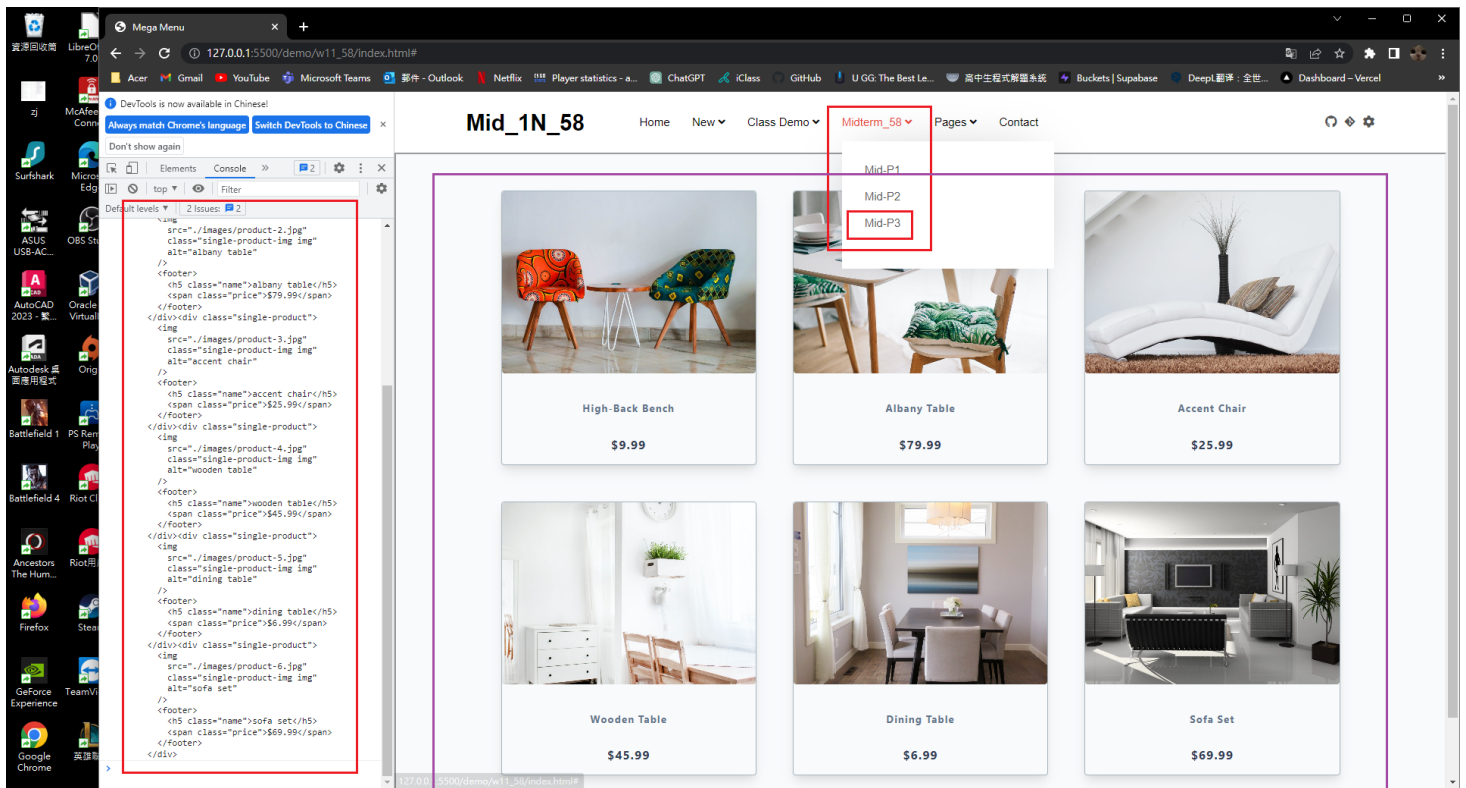 Mega Menu
127.0.0.1:5500/demo/w11_58/index.html#
Acer
Gmail
YouTube
Microsoft Teams
郵件 - Outlook
Netflix
Player statistics - a...
ChatGPT
iClass
GitHub
U GG: The Best Le...
高中生程式解題系統
Buckets | Supabase
DeepL翻译：全世...
Dashboard – Vercel
»
資源回收筒
LibreOf
7.0
zj
McAfee
Conn
Surfshark
Micros
Edg
ASUS
USB-AC...
OBS Stu
AutoCAD
2023 - 繁...
Oracle
Virtuall
Autodesk 桌
面應用程式
Orig
Battlefield 1
PS Rem
Play
Battlefield 4
Riot Cl
Ancestors
The Hum...
Riot用
Firefox
Stear
GeForce
Experience
TeamVi
Google
Chrome
英雄聯
DevTools is now available in Chinese!
Always match Chrome's language
Switch DevTools to Chinese
Don't show again
Elements
Console
»
2
top
Filter
Default levels
2 Issues:
2
<img
src="./images/product-2.jpg"
class="single-product-img img"
alt="albany table"
/>
<footer>
<h5 class="name">albany table</h5>
<span class="price">$79.99</span>
</footer>
</div><div class="single-product">
<img
src="./images/product-3.jpg"
class="single-product-img img"
alt="accent chair"
/>
<footer>
<h5 class="name">accent chair</h5>
<span class="price">$25.99</span>
</footer>
</div><div class="single-product">
<img
src="./images/product-4.jpg"
class="single-product-img img"
alt="wooden table"
/>
<footer>
<h5 class="name">wooden table</h5>
<span class="price">$45.99</span>
</footer>
</div><div class="single-product">
<img
src="./images/product-5.jpg"
class="single-product-img img"
alt="dining table"
/>
<footer>
<h5 class="name">dining table</h5>
<span class="price">$6.99</span>
</footer>
</div><div class="single-product">
<img
src="./images/product-6.jpg"
class="single-product-img img"
alt="sofa set"
/>
<footer>
<h5 class="name">sofa set</h5>
<span class="price">$69.99</span>
</footer>
</div>
Mid_1N_58
Home
New
Class Demo
Midterm_58
Pages
Contact
Mid-P1
Mid-P2
Mid-P3
High-Back Bench
$9.99
Albany Table
$79.99
Accent Chair
$25.99
Wooden Table
$45.99
Dining Table
$6.99
Sofa Set
$69.99
127.0.0.1:5500/demo/w11_58/index.html#